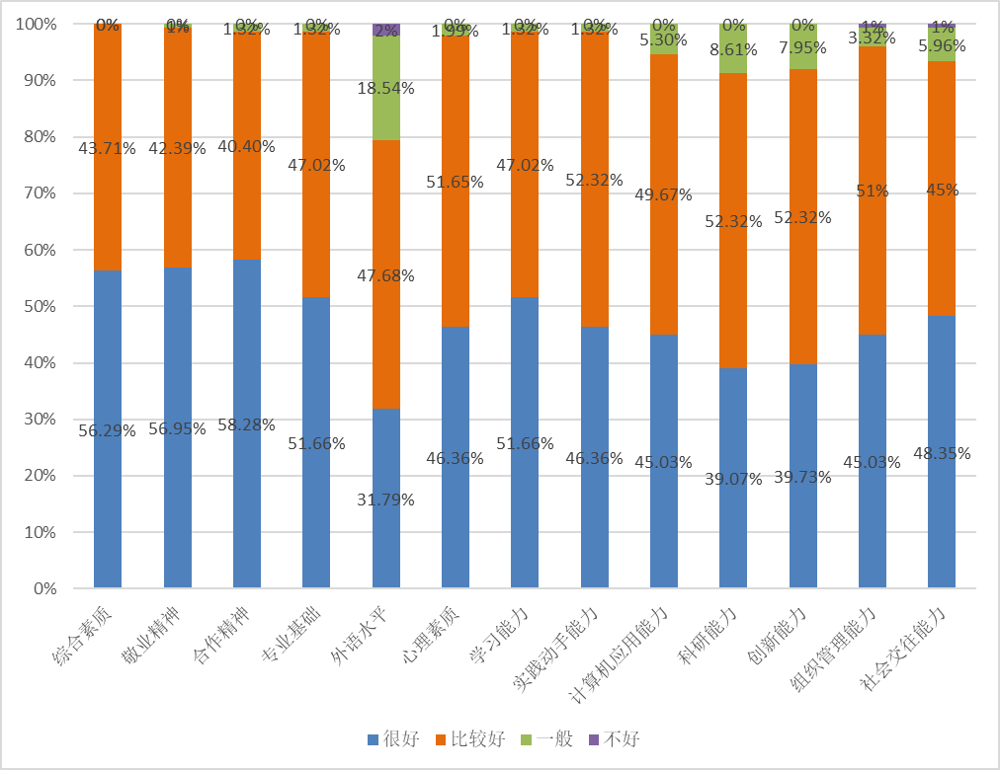 100%
90%
80%
70%
60%
50%
40%
30%
20%
10%
0%
0% 0% 0% 0% 2% 0% 0% 0% 0% 0% 0% 1% 1%
0% 1% 1.32% 1.32% 18.54% 1.99% 1.32% 1.32% 5.30% 8.61% 7.95% 3.32% 5.96%
43.71% 42.39% 40.40% 47.02% 47.68% 51.65% 47.02% 52.32% 49.67% 52.32% 52.32% 51% 45%
56.29% 56.95% 58.28% 51.66% 31.79% 46.36% 51.66% 46.36% 45.03% 39.07% 39.73% 45.03% 48.35%
综合素质
敬业精神
合作精神
专业基础
外语水平
心理素质
学习能力
实践动手能力
计算机应用能力
科研能力
创新能力
组织管理能力
社会交往能力
很好 比较好 一般 不好